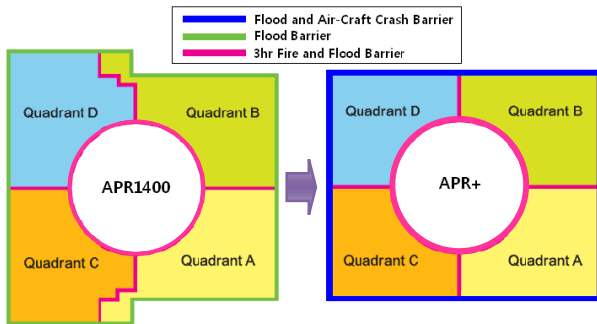 Flood and Air-Craft Crash Barrier
Flood Barrier
3hr Fire and Flood Barrier
Quadrant D
Quadrant B
APR1400
Quadrant C
Quadrant A
Quadrant D
Quadrant B
APR+
Quadrant C
Quadrant A